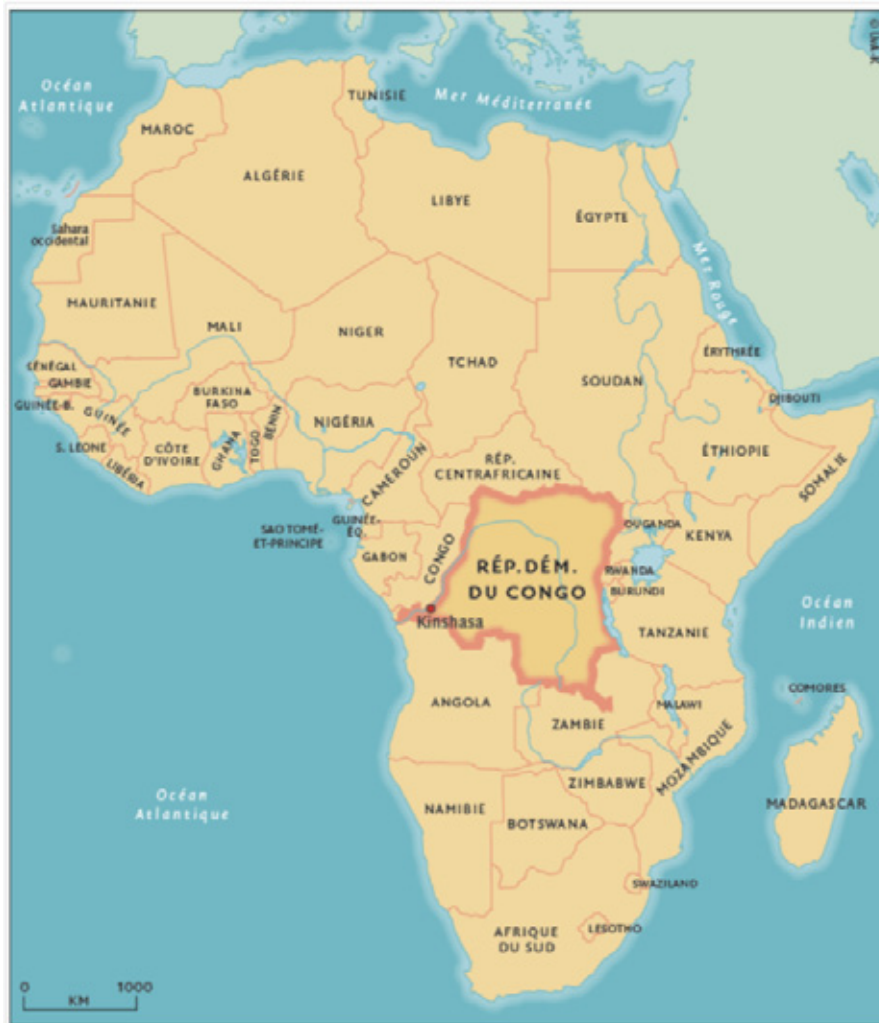 Océan
Atlantique
Mer Méditerranée
TUNISIE
MAROC
ALGÉRIE
LIBYE
ÉGYPTE
Sahara
occidental
Mer Rouge
MAURITANIE
MALI
NIGER
TCHAD
SOUDAN
ÉRYTHRÉE
SÉNÉGAL
GAMBIE
GUINÉE-B.
GUINÉE
BURKINA
FASO
BÉNIN
NIGÉRIA
DJIBOUTI
S. LEONE
LIBÉRIA
CÔTE
D'IVOIRE
GHANA
TOGO
CAMEROUN
RÉP.
CENTRAFRICAINE
ÉTHIOPIE
SOMALIE
SAO TOMÉ-
ET-PRINCIPE
GUINÉE-
ÉQ.
GABON
CONGO
RÉP. DÉM.
DU CONGO
OUGANDA
KENYA
RWANDA
BURUNDI
Kinshasa
TANZANIE
Océan
Indien
ANGOLA
ZAMBIE
MALAWI
COMORES
MOZAMBIQUE
Océan
Atlantique
NAMIBIE
ZIMBABWE
BOTSWANA
MADAGASCAR
SWAZILAND
AFRIQUE
DU SUD
LESOTHO
0 1000
KM